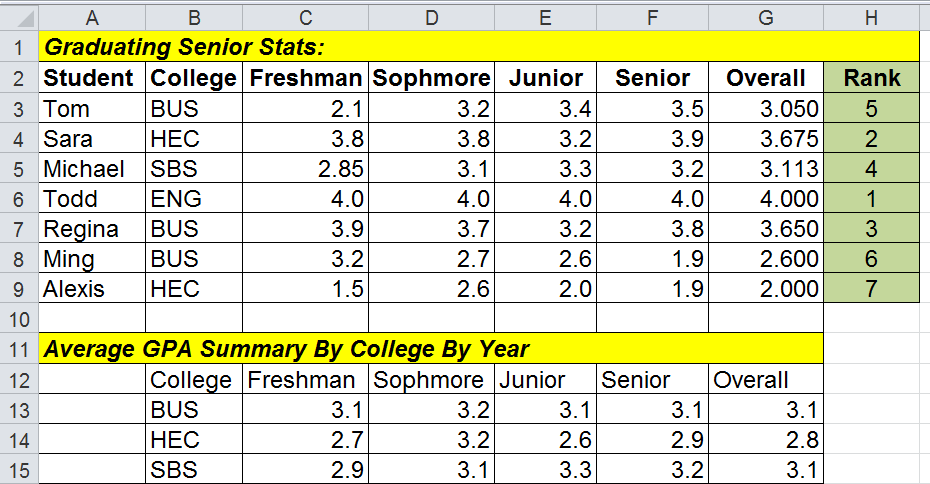 A B C D E F G H
1 Graduating Senior Stats:
2 Student College Freshman Sophmore Junior Senior Overall Rank
3 Tom BUS 2.1 3.2 3.4 3.5 3.050 5
4 Sara HEC 3.8 3.8 3.2 3.9 3.675 2
5 Michael SBS 2.85 3.1 3.3 3.2 3.113 4
6 Todd ENG 4.0 4.0 4.0 4.0 4.000 1
7 Regina BUS 3.9 3.7 3.2 3.8 3.650 3
8 Ming BUS 3.2 2.7 2.6 1.9 2.600 6
9 Alexis HEC 1.5 2.6 2.0 1.9 2.000 7
10
11 Average GPA Summary By College By Year
12 College Freshman Sophmore Junior Senior Overall
13 BUS 3.1 3.2 3.1 3.1 3.1
14 HEC 2.7 3.2 2.6 2.9 2.8
15 SBS 2.9 3.1 3.3 3.2 3.1